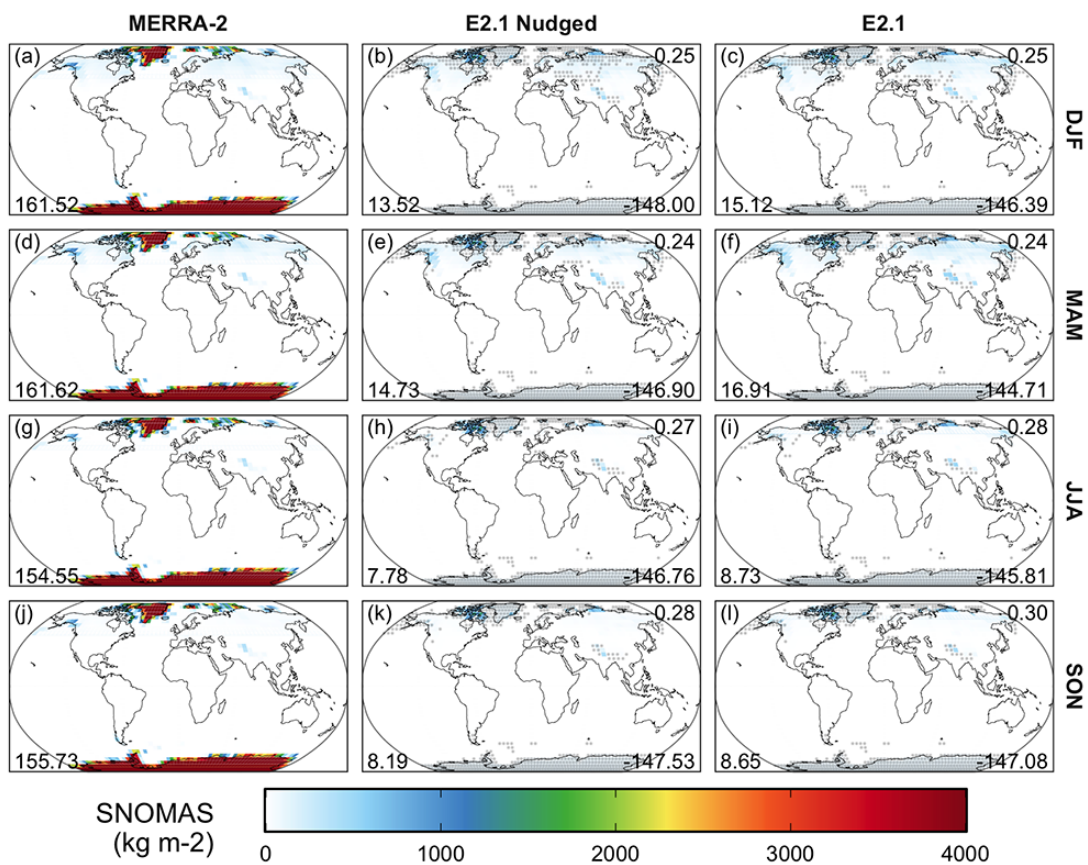 MERRA-2 E2.1 Nudged E2.1
(a) (b) 0.25 (c) 0.25
161.52 13.52 -148.00 15.12 -146.39
DJF
(d) (e) 0.24 (f) 0.24
161.62 14.73 -146.90 16.91 -144.71
MAM
(g) (h) 0.27 (i) 0.28
154.55 7.78 -146.76 8.73 -145.81
JJA
(j) (k) 0.28 (l) 0.30
155.73 8.19 -147.53 8.65 -147.08
SON
SNOMAS
(kg m-2)
0 1000 2000 3000 4000